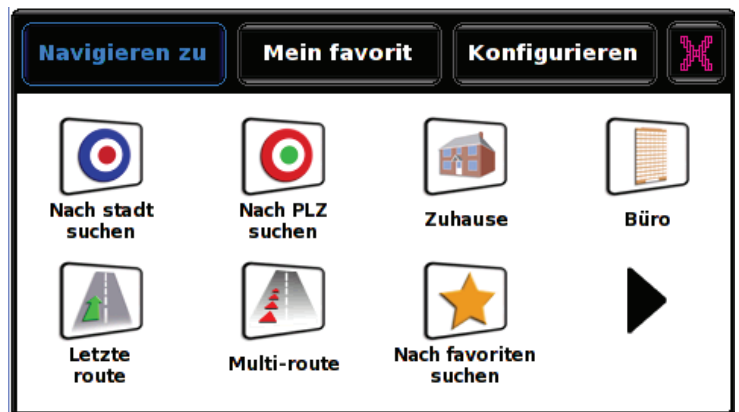 Navigieren zu
Mein favorit
Konfigurieren
Nach stadt
suchen
Nach PLZ
suchen
Zuhause
Büro
Letzte
route
Multi-route
Nach favoriten
suchen